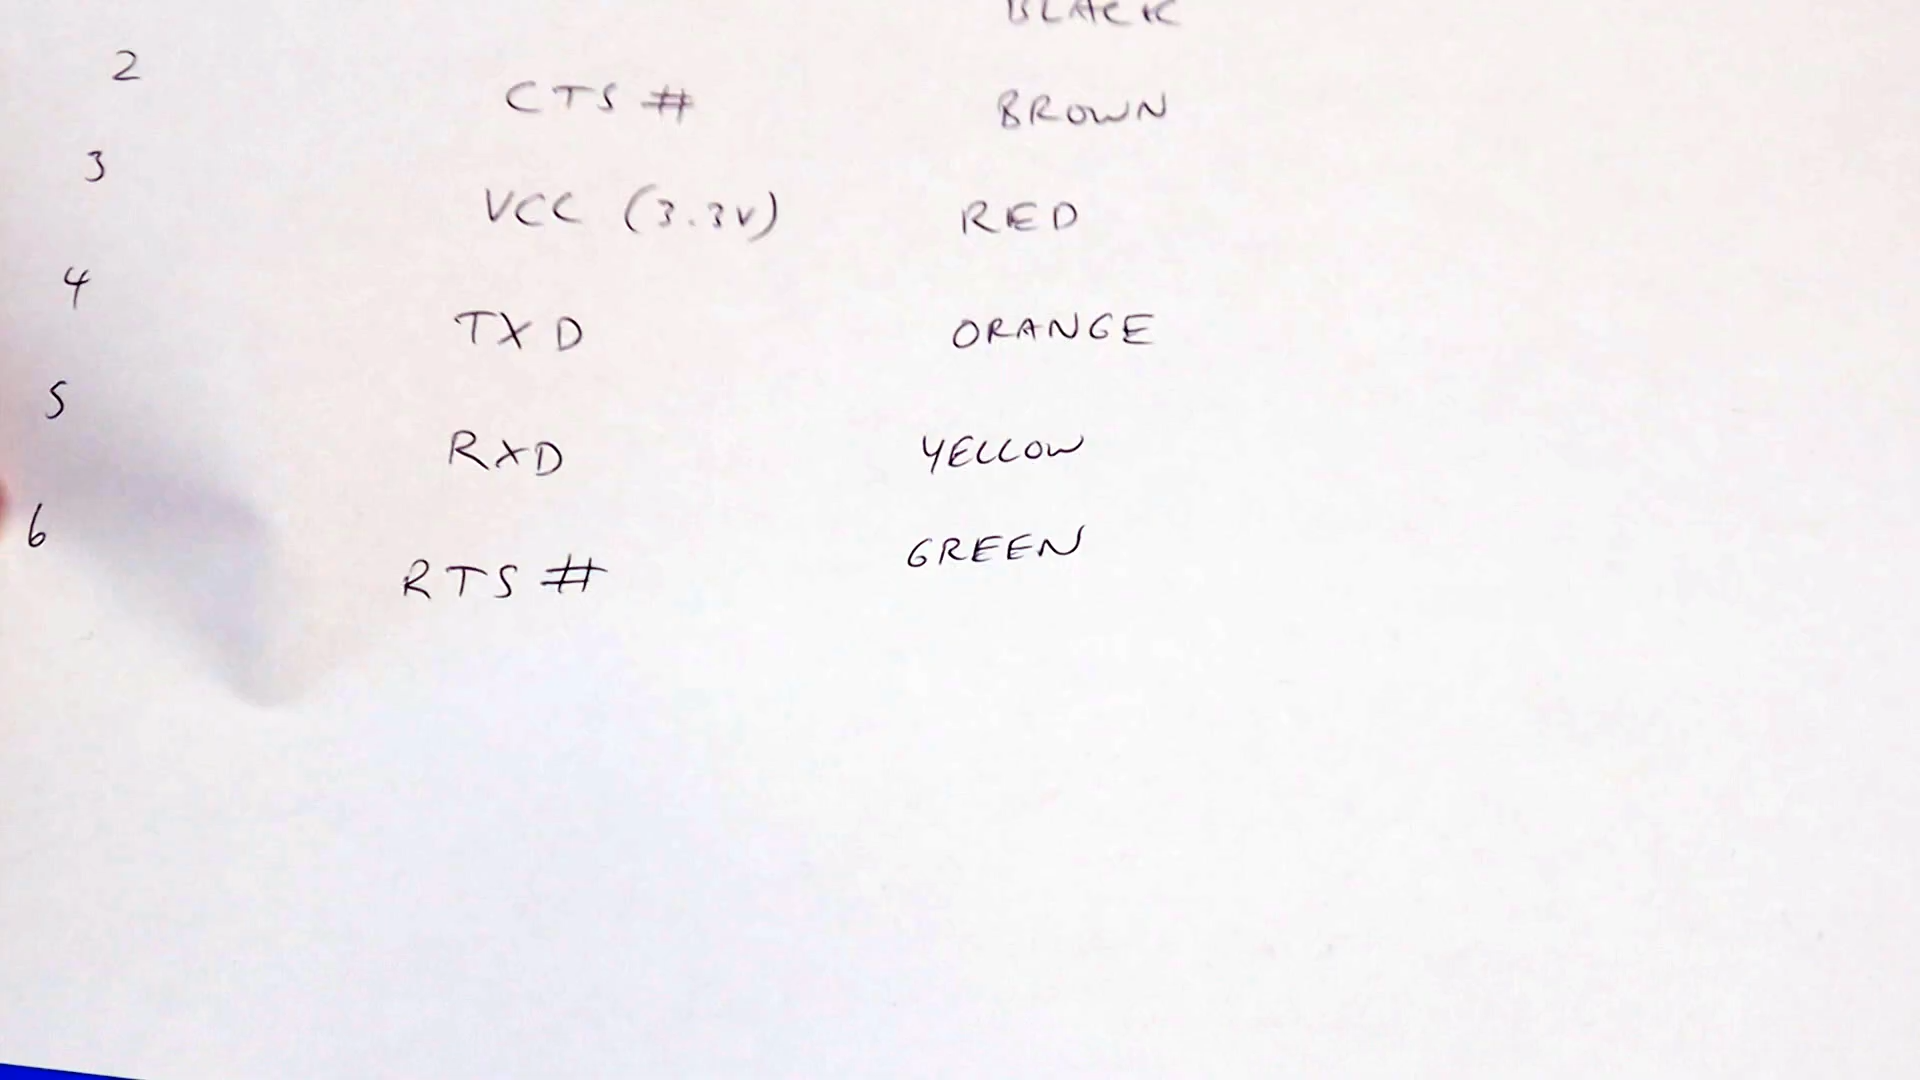 BLACK
2 CTS # BROWN
3 VCC (3.3V) RED
4 TXD ORANGE
5 RXD YELLOW
6 RTS # GREEN